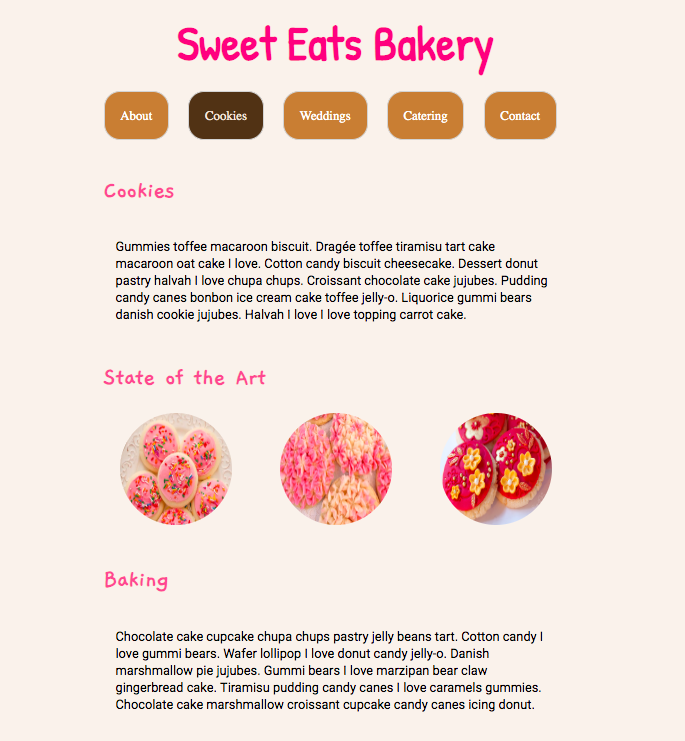 Sweet Eats Bakery
About Cookies Weddings Catering Contact
Cookies
Gummies toffee macaroon biscuit. Dragée toffee tiramisu tart cake
macaroon oat cake I love. Cotton candy biscuit cheesecake. Dessert donut
pastry halvah I love chupa chups. Croissant chocolate cake jujubes. Pudding
candy canes bonbon ice cream cake toffee jelly-o. Liquorice gummi bears
danish cookie jujubes. Halvah I love I love topping carrot cake.
State of the Art
Baking
Chocolate cake cupcake chupa chups pastry jelly beans tart. Cotton candy I
love gummi bears. Wafer lollipop I love donut candy jelly-o. Danish
marshmallow pie jujubes. Gummi bears I love marzipan bear claw
gingerbread cake. Tiramisu pudding candy canes I love caramels gummies.
Chocolate cake marshmallow croissant cupcake candy canes icing donut.